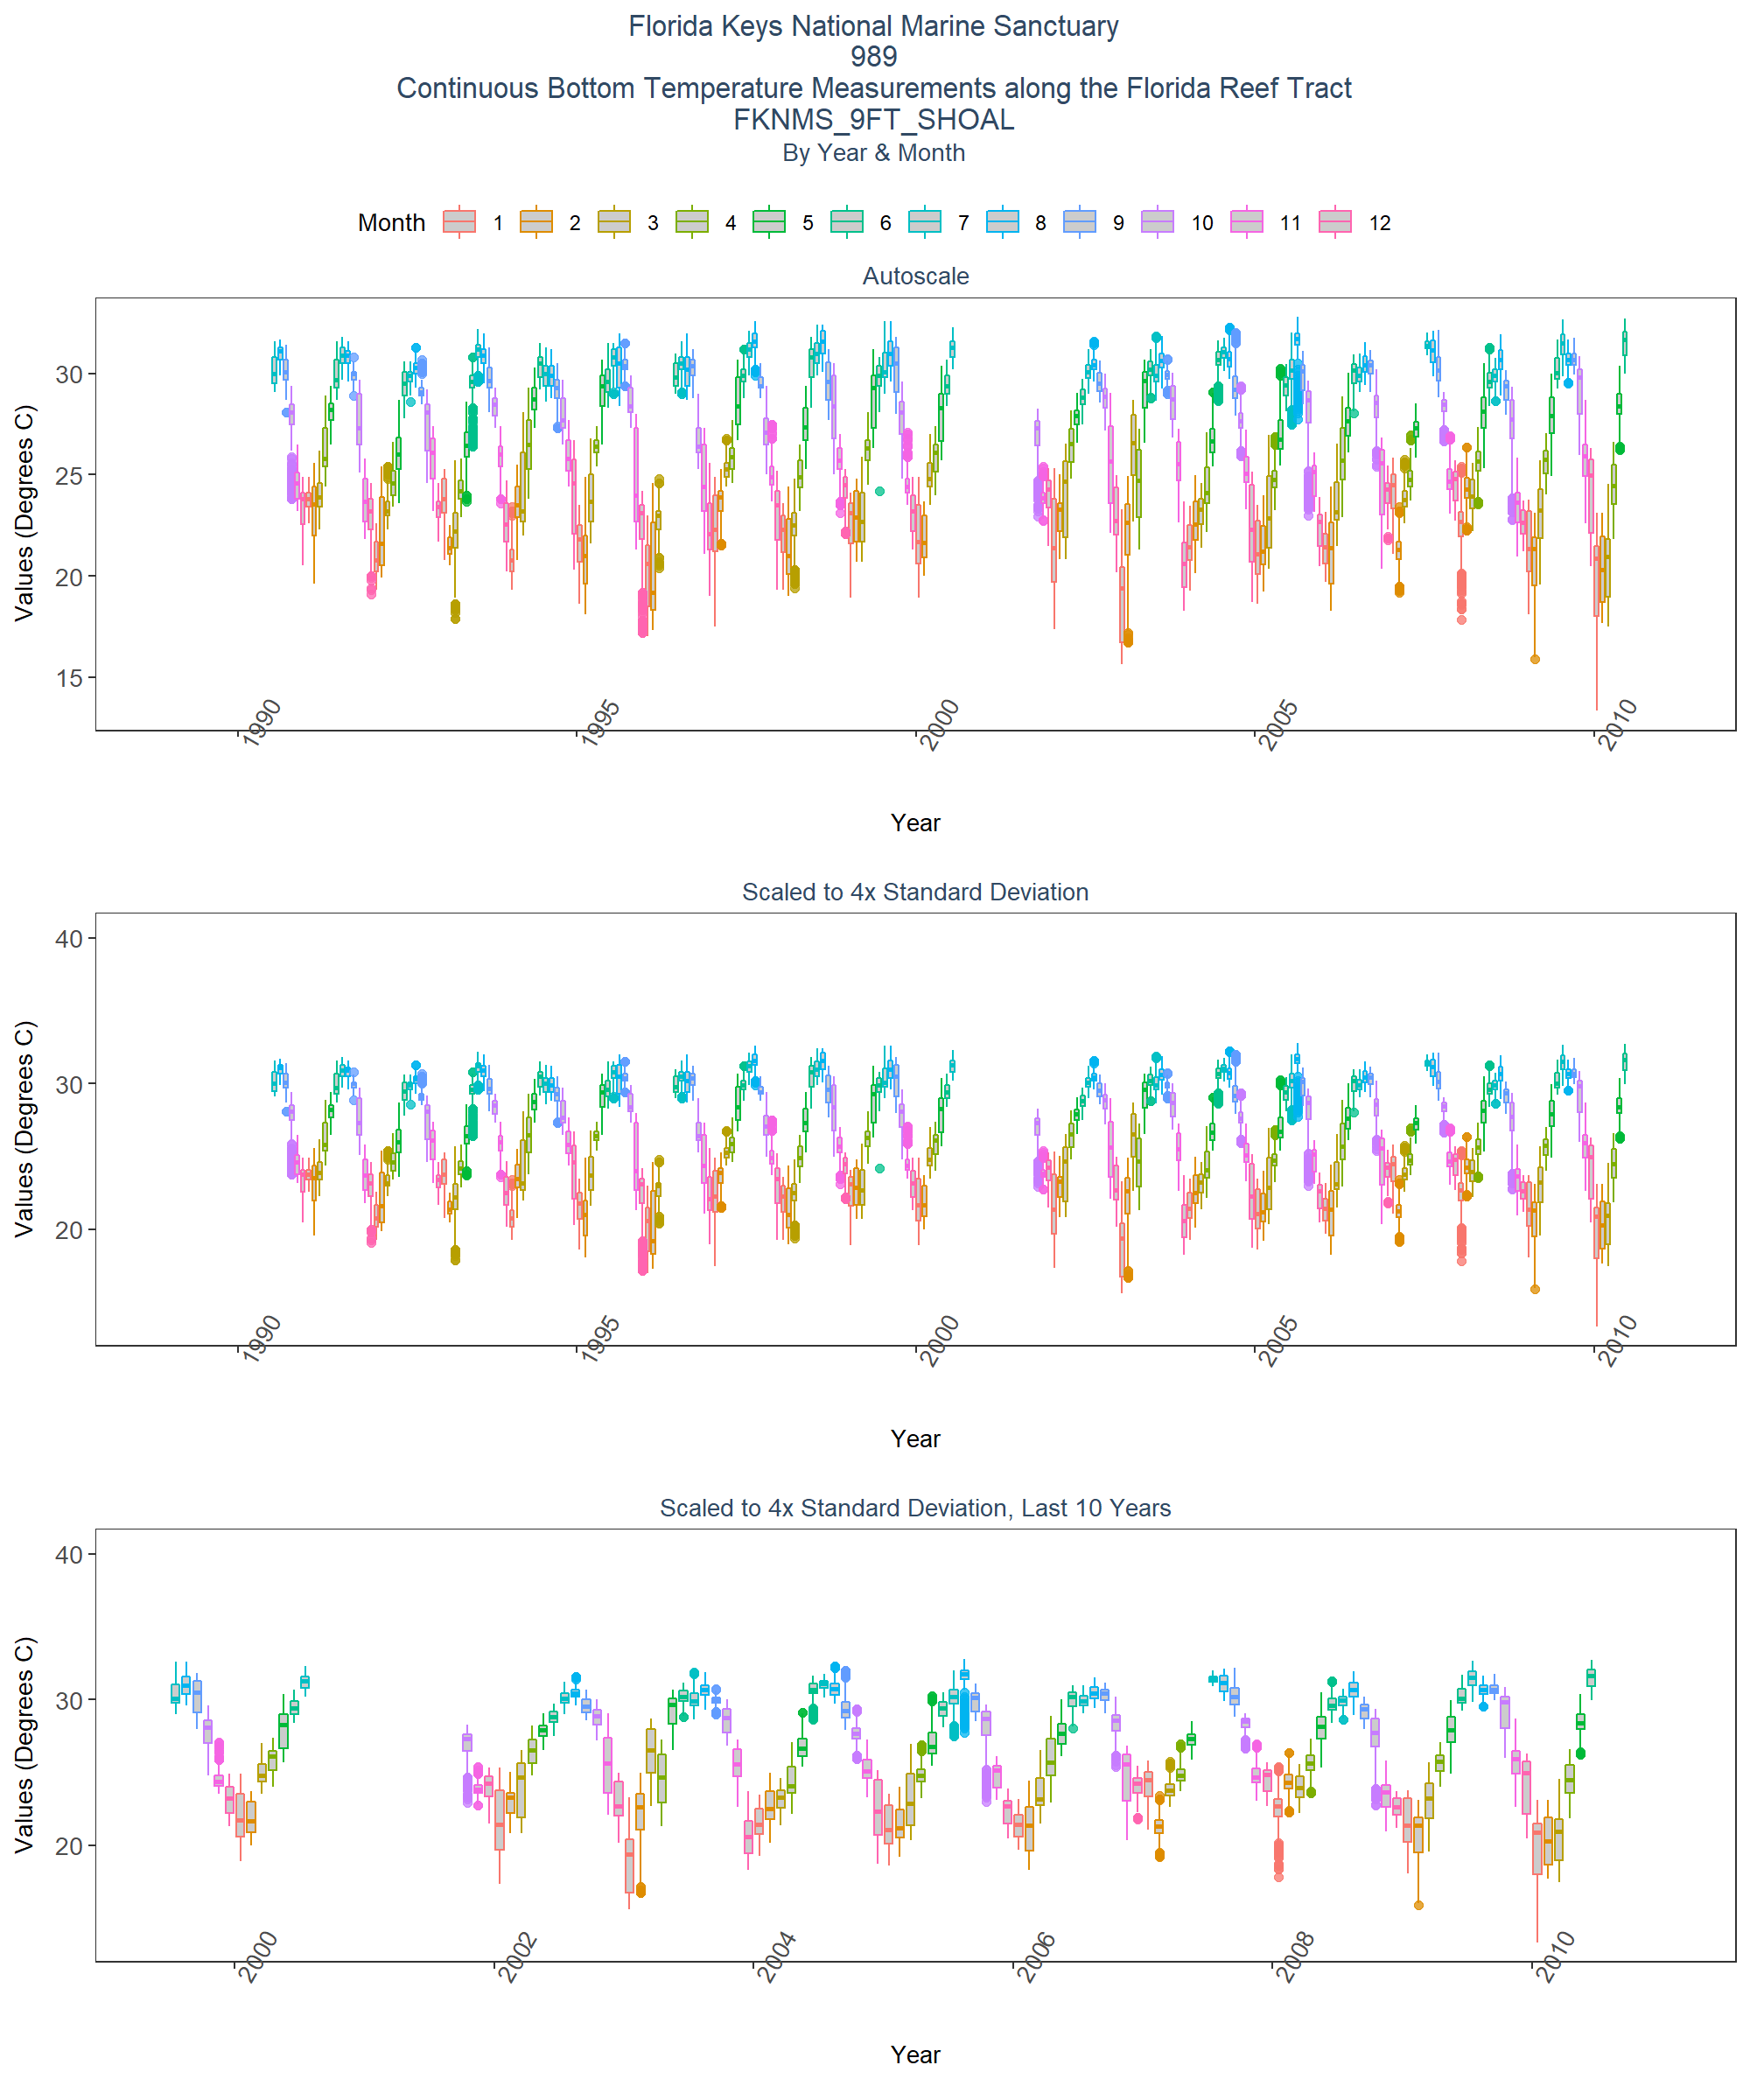 Florida Keys National Marine Sanctuary
989
Continuous Bottom Temperature Measurements along the Florida Reef Tract
FKNMS_9FT_SHOAL
By Year & Month
Month 1 2 3 4 5 6 7 8 9 10 11 12
Autoscale
Values (Degrees C)
30
25
20
15
1990 1995 2000 2005 2010
Year
Scaled to 4x Standard Deviation
Values (Degrees C)
40
30
20
1990 1995 2000 2005 2010
Year
Scaled to 4x Standard Deviation, Last 10 Years
Values (Degrees C)
40
30
20
2000 2002 2004 2006 2008 2010
Year